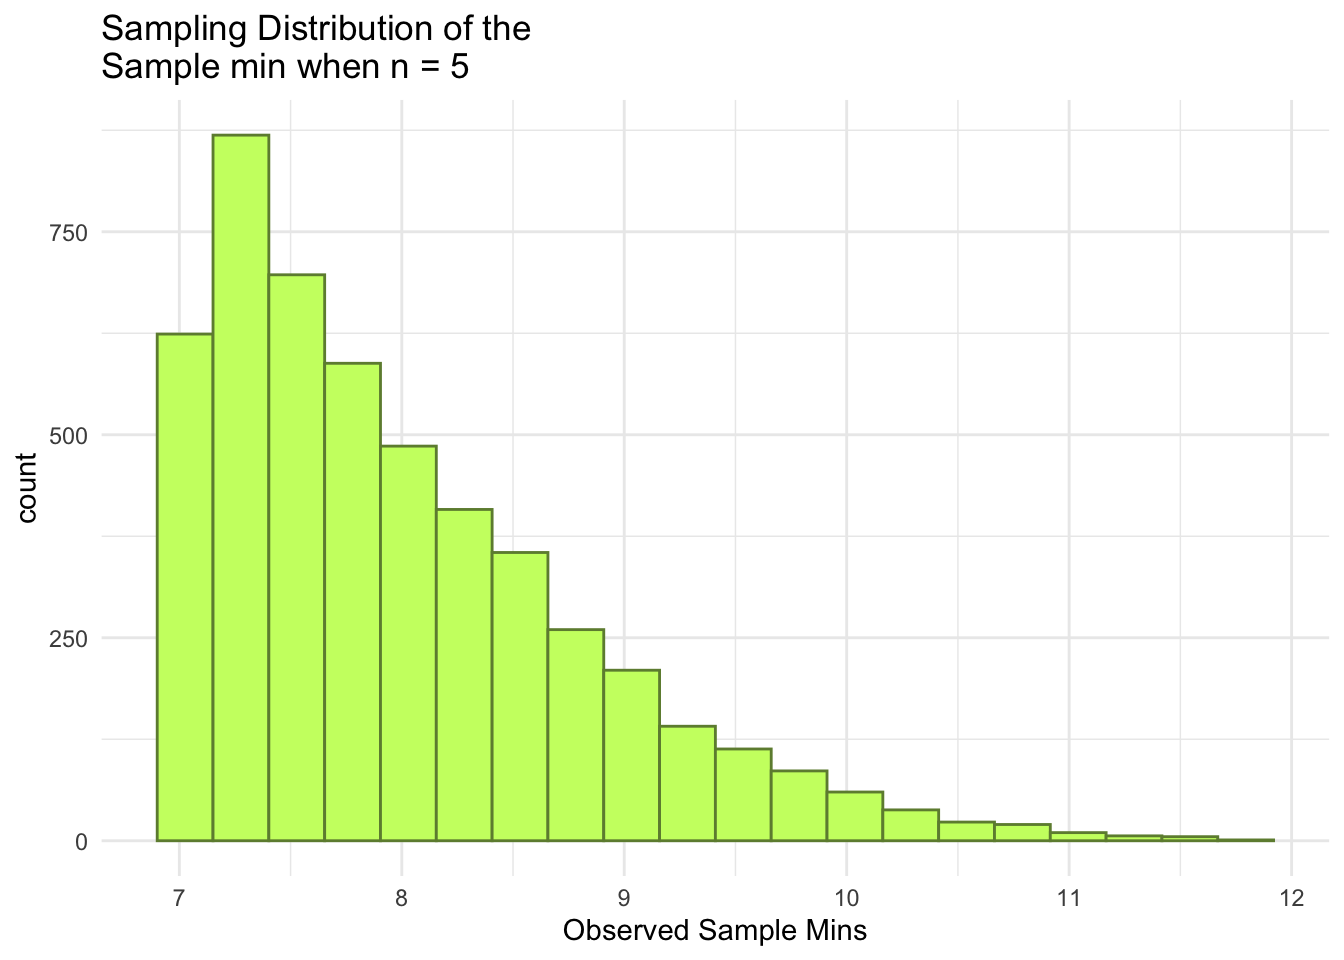 Sampling Distribution of the
Sample min when n = 5
750
500
250
0
count
7 8 9 10 11 12
Observed Sample Mins